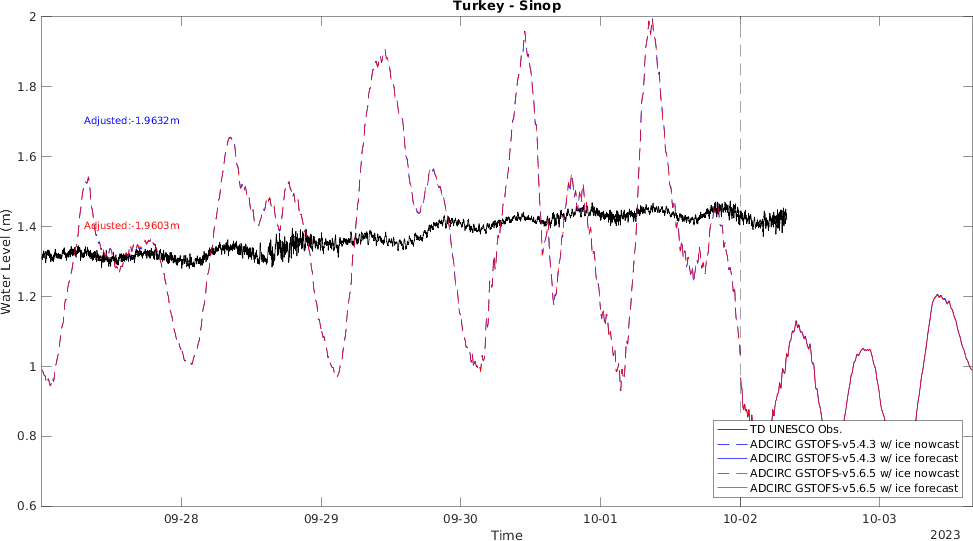 Turkey - Sinop
2
1.8
1.6
1.4
1.2
1
0.8
0.6
Water Level (m)
Adjusted:-1.9632m
Adjusted:-1.9603m
TD UNESCO Obs.
ADCIRC GSTOFS-v5.4.3 w/ ice nowcast
ADCIRC GSTOFS-v5.4.3 w/ ice forecast
ADCIRC GSTOFS-v5.6.5 w/ ice nowcast
ADCIRC GSTOFS-v5.6.5 w/ ice forecast
09-28 09-29 09-30 10-01 10-02 10-03
Time
2023